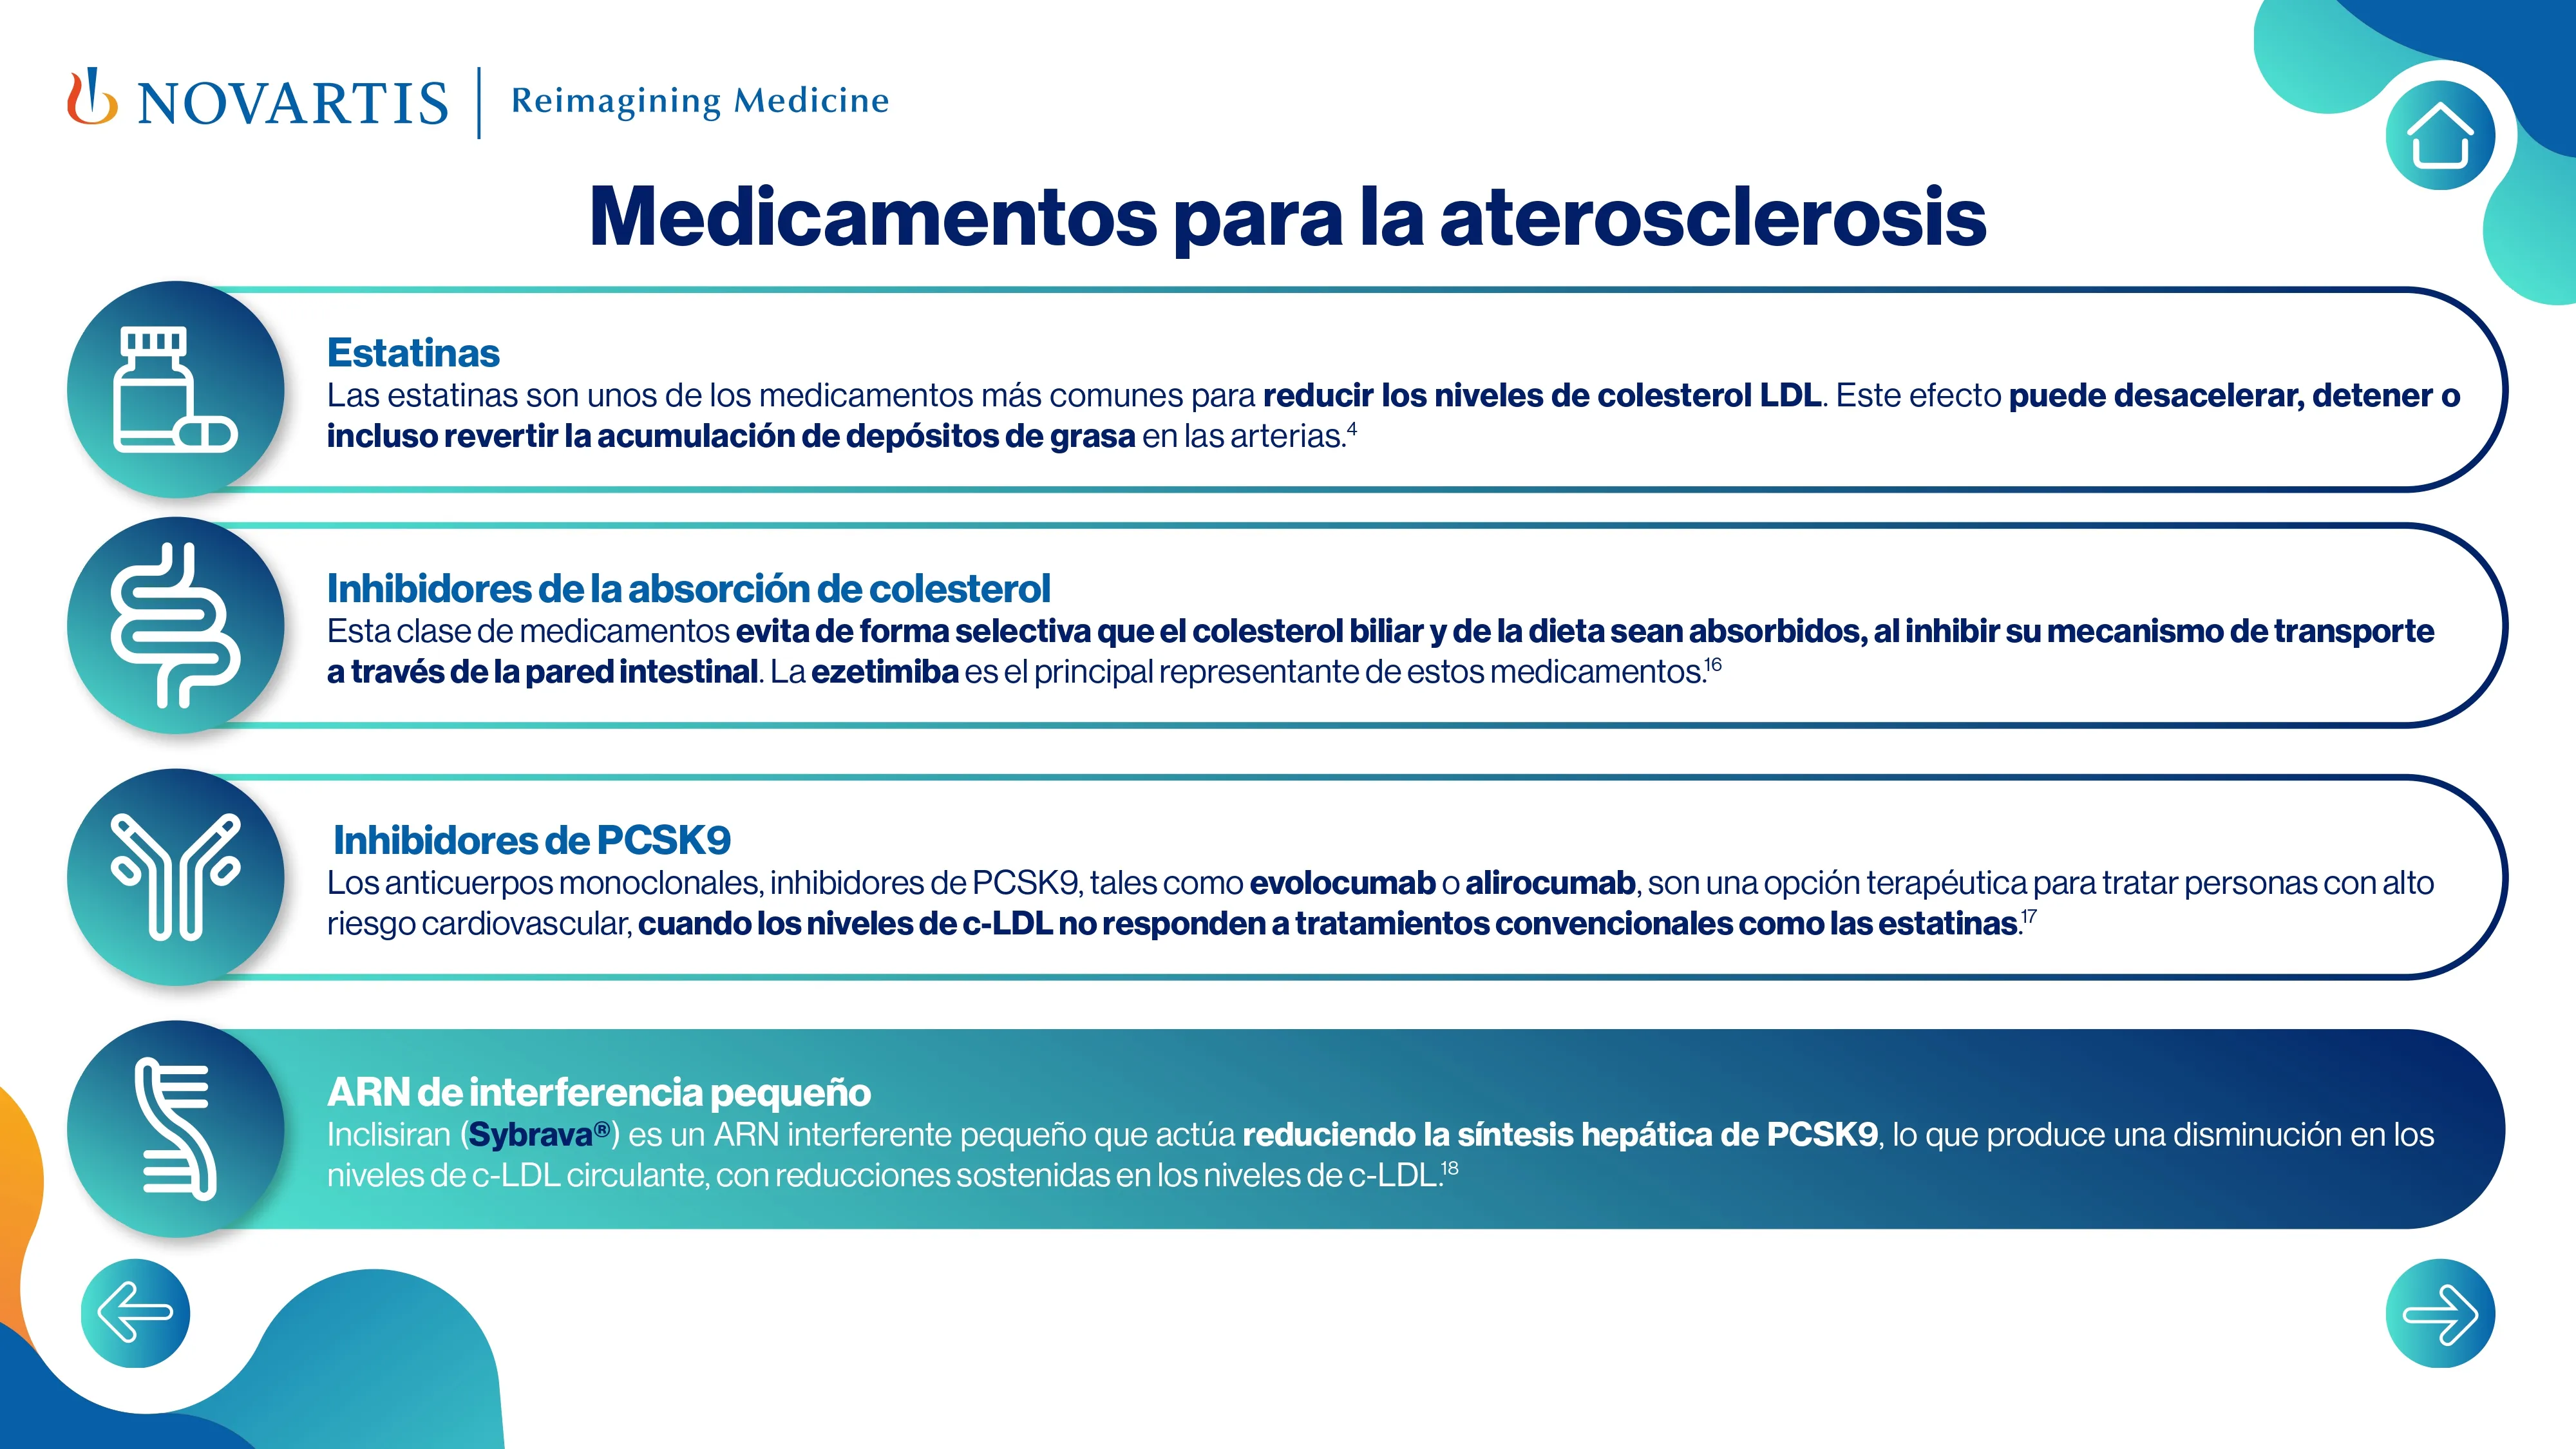 NOVARTIS | Reimagining Medicine
Medicamentos para la aterosclerosis
Estatinas
Las estatinas son unos de los medicamentos más comunes para reducir los niveles de colesterol LDL. Este efecto puede desacelerar, detener o
incluso revertir la acumulación de depósitos de grasa en las arterias.⁴
Inhibidores de la absorción de colesterol
Esta clase de medicamentos evita de forma selectiva que el colesterol biliar y de la dieta sean absorbidos, al inhibir su mecanismo de transporte
a través de la pared intestinal. La ezetimiba es el principal representante de estos medicamentos.¹⁶
Inhibidores de PCSK9
Los anticuerpos monoclonales, inhibidores de PCSK9, tales como evolocumab o alirocumab, son una opción terapéutica para tratar personas con alto
riesgo cardiovascular, cuando los niveles de c-LDL no responden a tratamientos convencionales como las estatinas.¹⁷
ARN de interferencia pequeño
Inclisiran (Sybrava®) es un ARN interferente pequeño que actúa reduciendo la síntesis hepática de PCSK9, lo que produce una disminución en los
niveles de c-LDL circulante, con reducciones sostenidas en los niveles de c-LDL.¹⁸